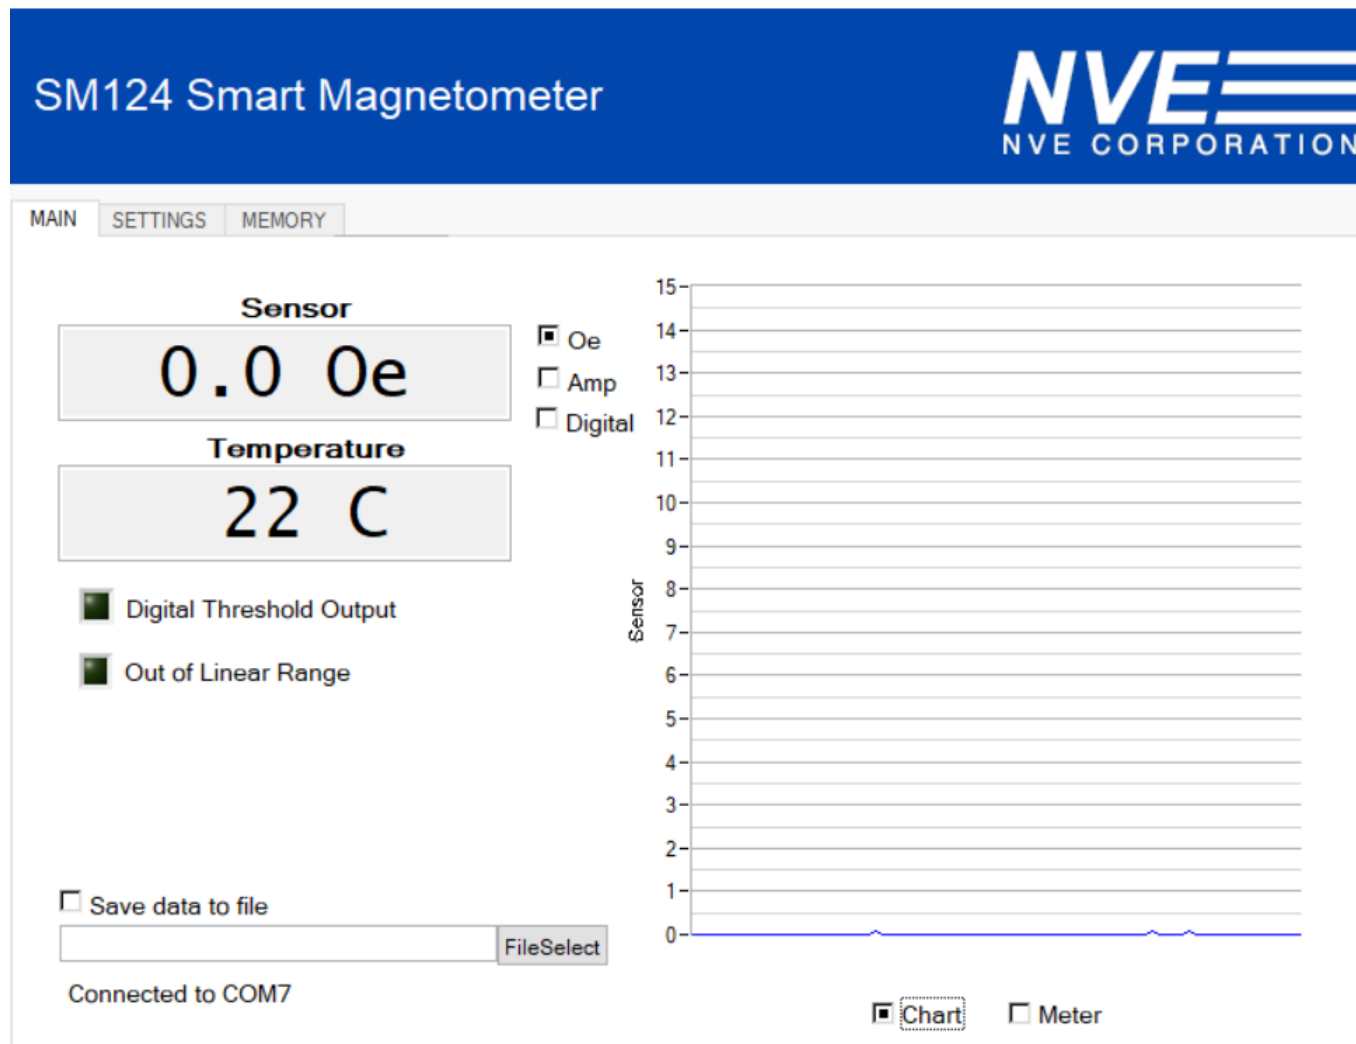 SM124 Smart Magnetometer
NVE
NVE CORPORATION
MAIN SETTINGS MEMORY
Sensor
0.0 Oe
Oe
Amp
Digital
Temperature
22 C
Digital Threshold Output
Out of Linear Range
Save data to file
FileSelect
Connected to COM7
Sensor
15
14
13
12
11
10
9
8
7
6
5
4
3
2
1
0
Chart Meter